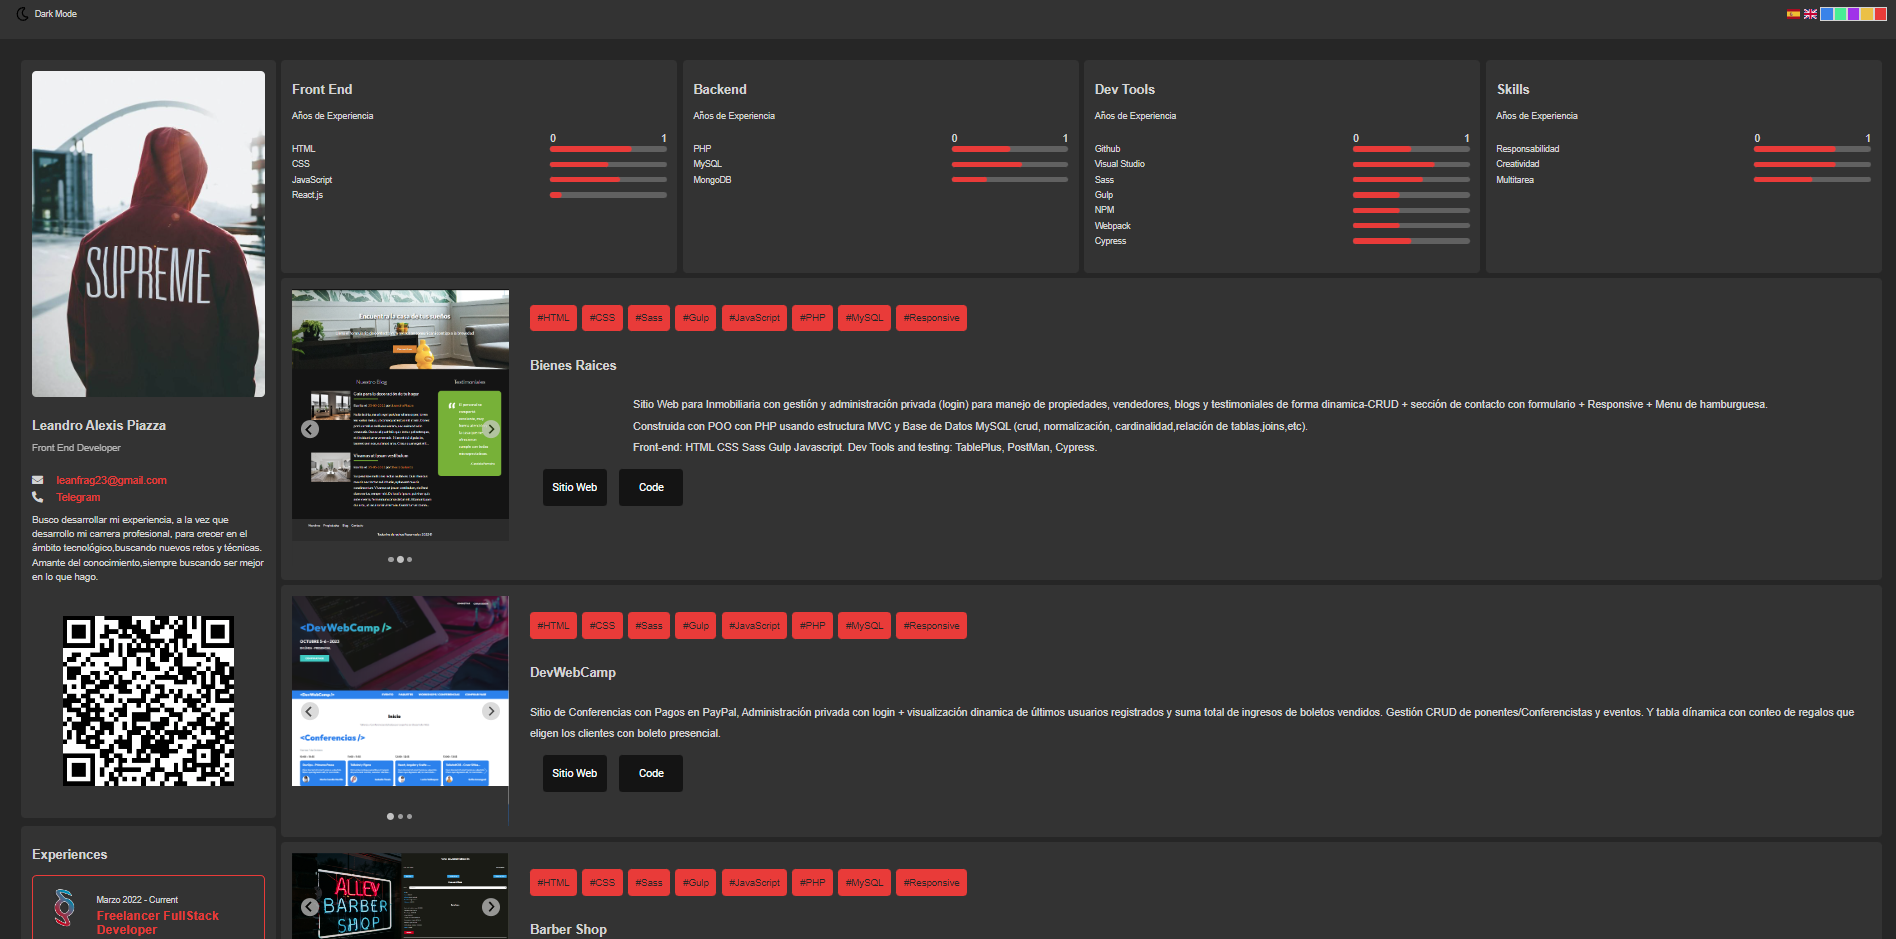 Dark Mode
SUPREME
Leandro Alexis Piazza
Front End Developer
leanfrag23@gmail.com
Telegram
Busco desarrollar mi experiencia, a la vez que
desarrollo mi carrera profesional, para crecer en el
ámbito tecnológico,buscando nuevos retos y técnicas.
Amante del conocimiento,siempre buscando ser mejor
en lo que hago.
Experiences
Marzo 2022 - Current
Freelancer FullStack
Developer
Front End
Años de Experiencia
0 1
HTML
CSS
JavaScript
React.js
Backend
Años de Experiencia
0 1
PHP
MySQL
MongoDB
Dev Tools
Años de Experiencia
0 1
Github
Visual Studio
Sass
Gulp
NPM
Webpack
Cypress
Skills
Años de Experiencia
0 1
Responsabilidad
Creatividad
Multitarea
Encuentra la casa de tus sueños
Nuestro Blog
Testimoniales
Guía para la decoración de tu hogar
#HTML #CSS #Sass #Gulp #JavaScript #PHP #MySQL #Responsive
Bienes Raices
Sitio Web para Inmobiliaria con gestión y administración privada (login) para manejo de propiedades, vendedores, blogs y testimoniales de forma dinamica-CRUD + sección de contacto con formulario + Responsive + Menu de hamburguesa.
Construida con POO con PHP usando estructura MVC y Base de Datos MySQL (crud, normalización, cardinalidad,relación de tablas,joins,etc).
Front-end: HTML CSS Sass Gulp Javascript. Dev Tools and testing: TablePlus, PostMan, Cypress.
Sitio Web Code
<DevWebCamp />
OCTUBRE 5-6 - 2023
<DevWebCamp />
Inicio
<Conferencias />
#HTML #CSS #Sass #Gulp #JavaScript #PHP #MySQL #Responsive
DevWebCamp
Sitio de Conferencias con Pagos en PayPal, Administración privada con login + visualización dinamica de últimos usuarios registrados y suma total de ingresos de boletos vendidos. Gestión CRUD de ponentes/Conferencistas y eventos. Y tabla dínamica con conteo de regalos que
eligen los clientes con boleto presencial.
Sitio Web Code
ALLEY
BARBER
SHOP
#HTML #CSS #Sass #Gulp #JavaScript #PHP #MySQL #Responsive
Barber Shop